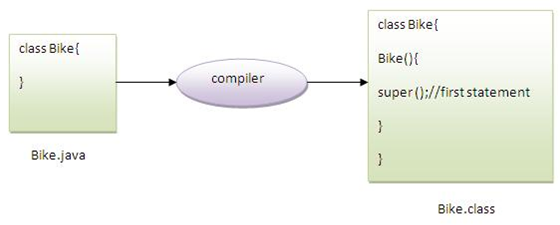 class Bike{
}
Bike.java
compiler
class Bike{
Bike(){
super();//first statement
}
}
Bike.class